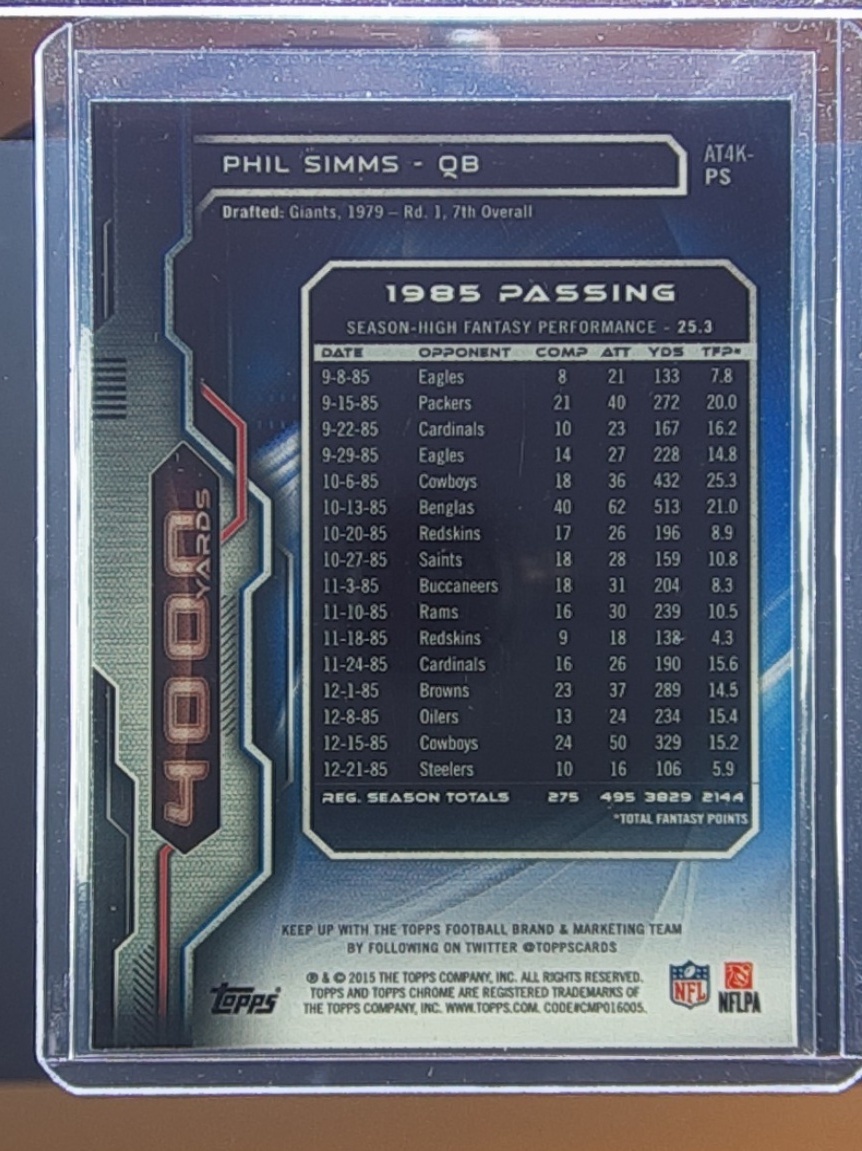 PHIL SIMMS - QB
AT4K-
PS
Drafted: Giants, 1979 – Rd. 1, 7th Overall
1985 PASSING
SEASON-HIGH FANTASY PERFORMANCE - 25.3
DATE OPPONENT COMP ATT YDS TFP*
9-8-85 Eagles 8 21 133 7.8
9-15-85 Packers 21 40 272 20.0
9-22-85 Cardinals 10 23 167 16.2
9-29-85 Eagles 14 27 228 14.8
10-6-85 Cowboys 18 36 432 25.3
10-13-85 Benglas 40 62 513 21.0
10-20-85 Redskins 17 26 196 8.9
10-27-85 Saints 18 28 159 10.8
11-3-85 Buccaneers 18 31 204 8.3
11-10-85 Rams 16 30 239 10.5
11-18-85 Redskins 9 18 138 4.3
11-24-85 Cardinals 16 26 190 15.6
12-1-85 Browns 23 37 289 14.5
12-8-85 Oilers 13 24 234 15.4
12-15-85 Cowboys 24 50 329 15.2
12-21-85 Steelers 10 16 106 5.9
REG. SEASON TOTALS 275 495 3829 214.4
*TOTAL FANTASY POINTS
4000
YARDS
KEEP UP WITH THE TOPPS FOOTBALL BRAND & MARKETING TEAM
BY FOLLOWING ON TWITTER @TOPPSCARDS
® & © 2015 THE TOPPS COMPANY, INC. ALL RIGHTS RESERVED.
TOPPS AND TOPPS CHROME ARE REGISTERED TRADEMARKS OF
THE TOPPS COMPANY, INC. WWW.TOPPS.COM. CODE#CMP016005.
Topps
NFL
NFLPA